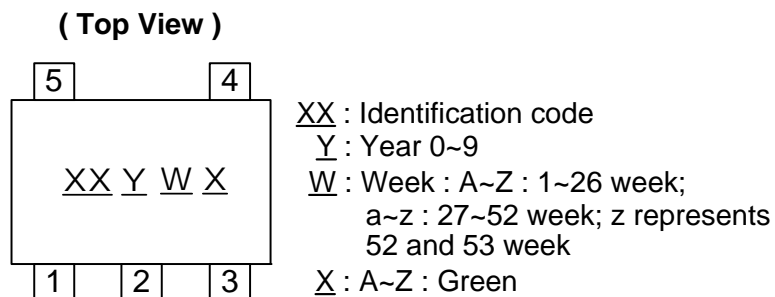 ( Top View )
5 4
XX Y W X
1 2 3
XX : Identification code
Y : Year 0~9
W : Week : A~Z : 1~26 week;
a~z : 27~52 week; z represents
52 and 53 week
X : A~Z : Green